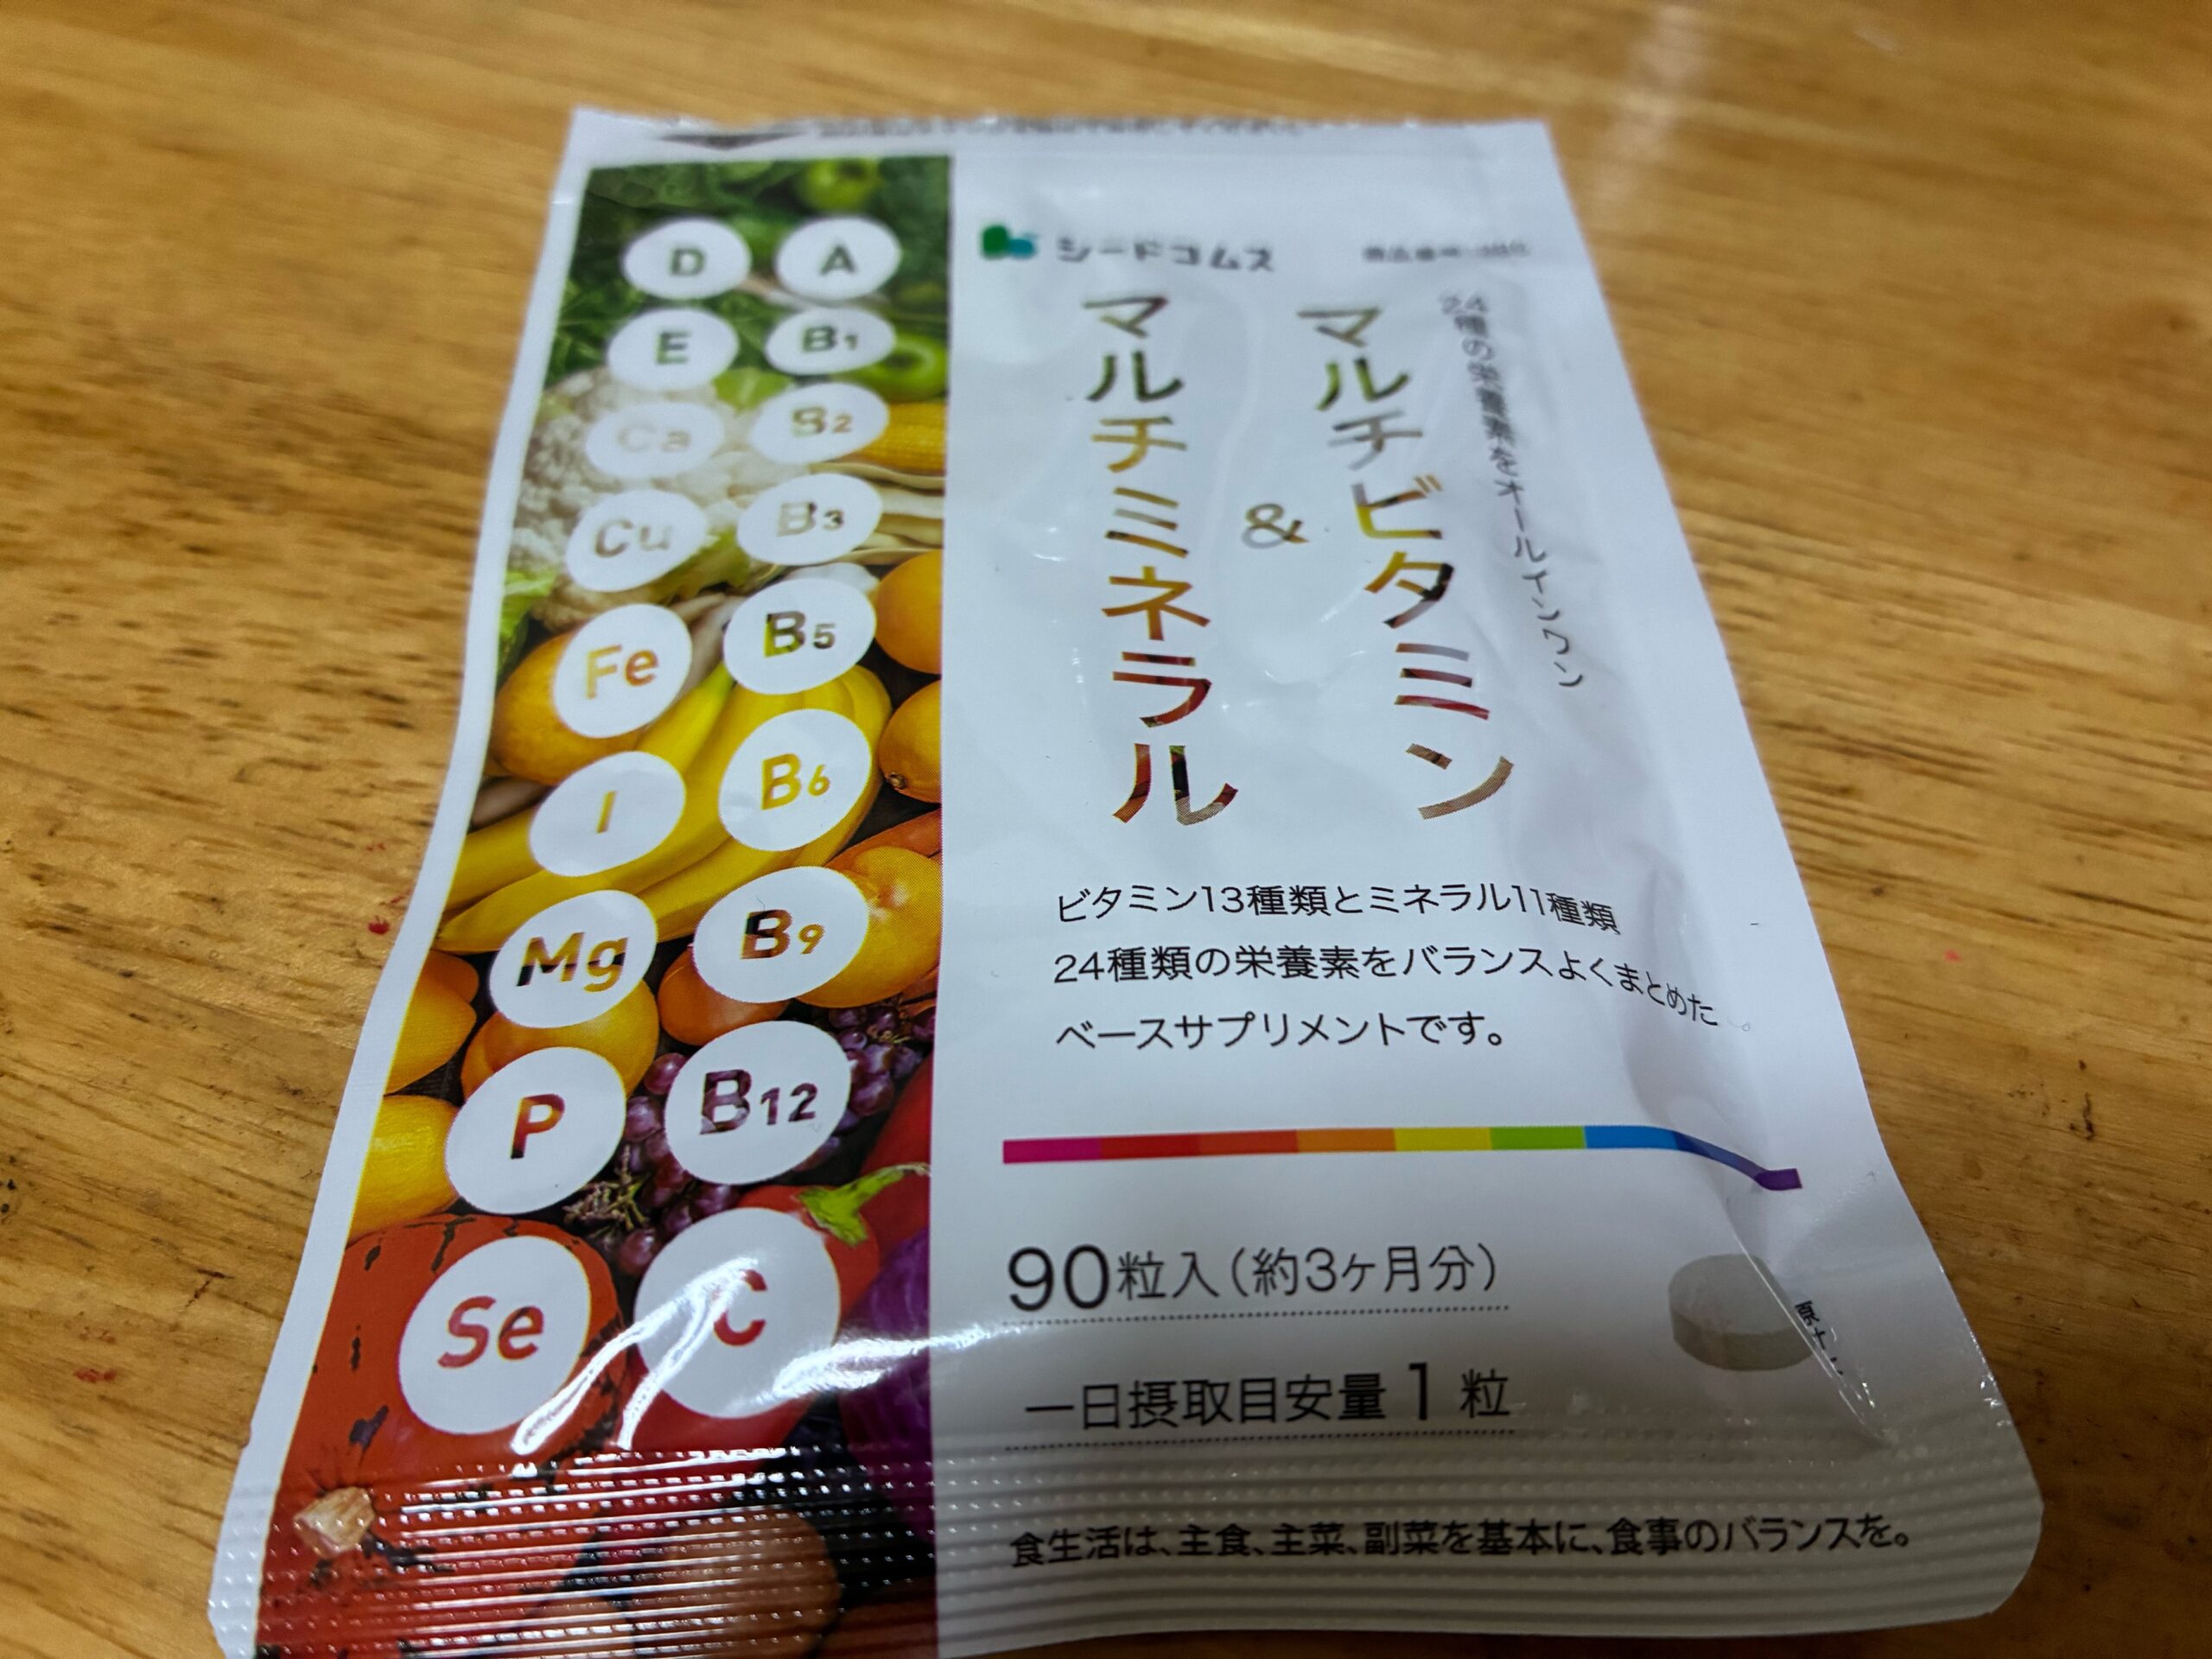 シードコムス
24種の栄養素をオールインワン
マルチビタミン
&
マルチミネラル
D A
E B1
Ca B2
Cu B3
Fe B5
I B6
Mg B9
P B12
Se C
ビタミン13種類とミネラル11種類
24種類の栄養素をバランスよくまとめた
ベースサプリメントです。
90粒入(約3ヶ月分)
一日摂取目安量1粒
食生活は、主食、主菜、副菜を基本に、食事のバランスを。